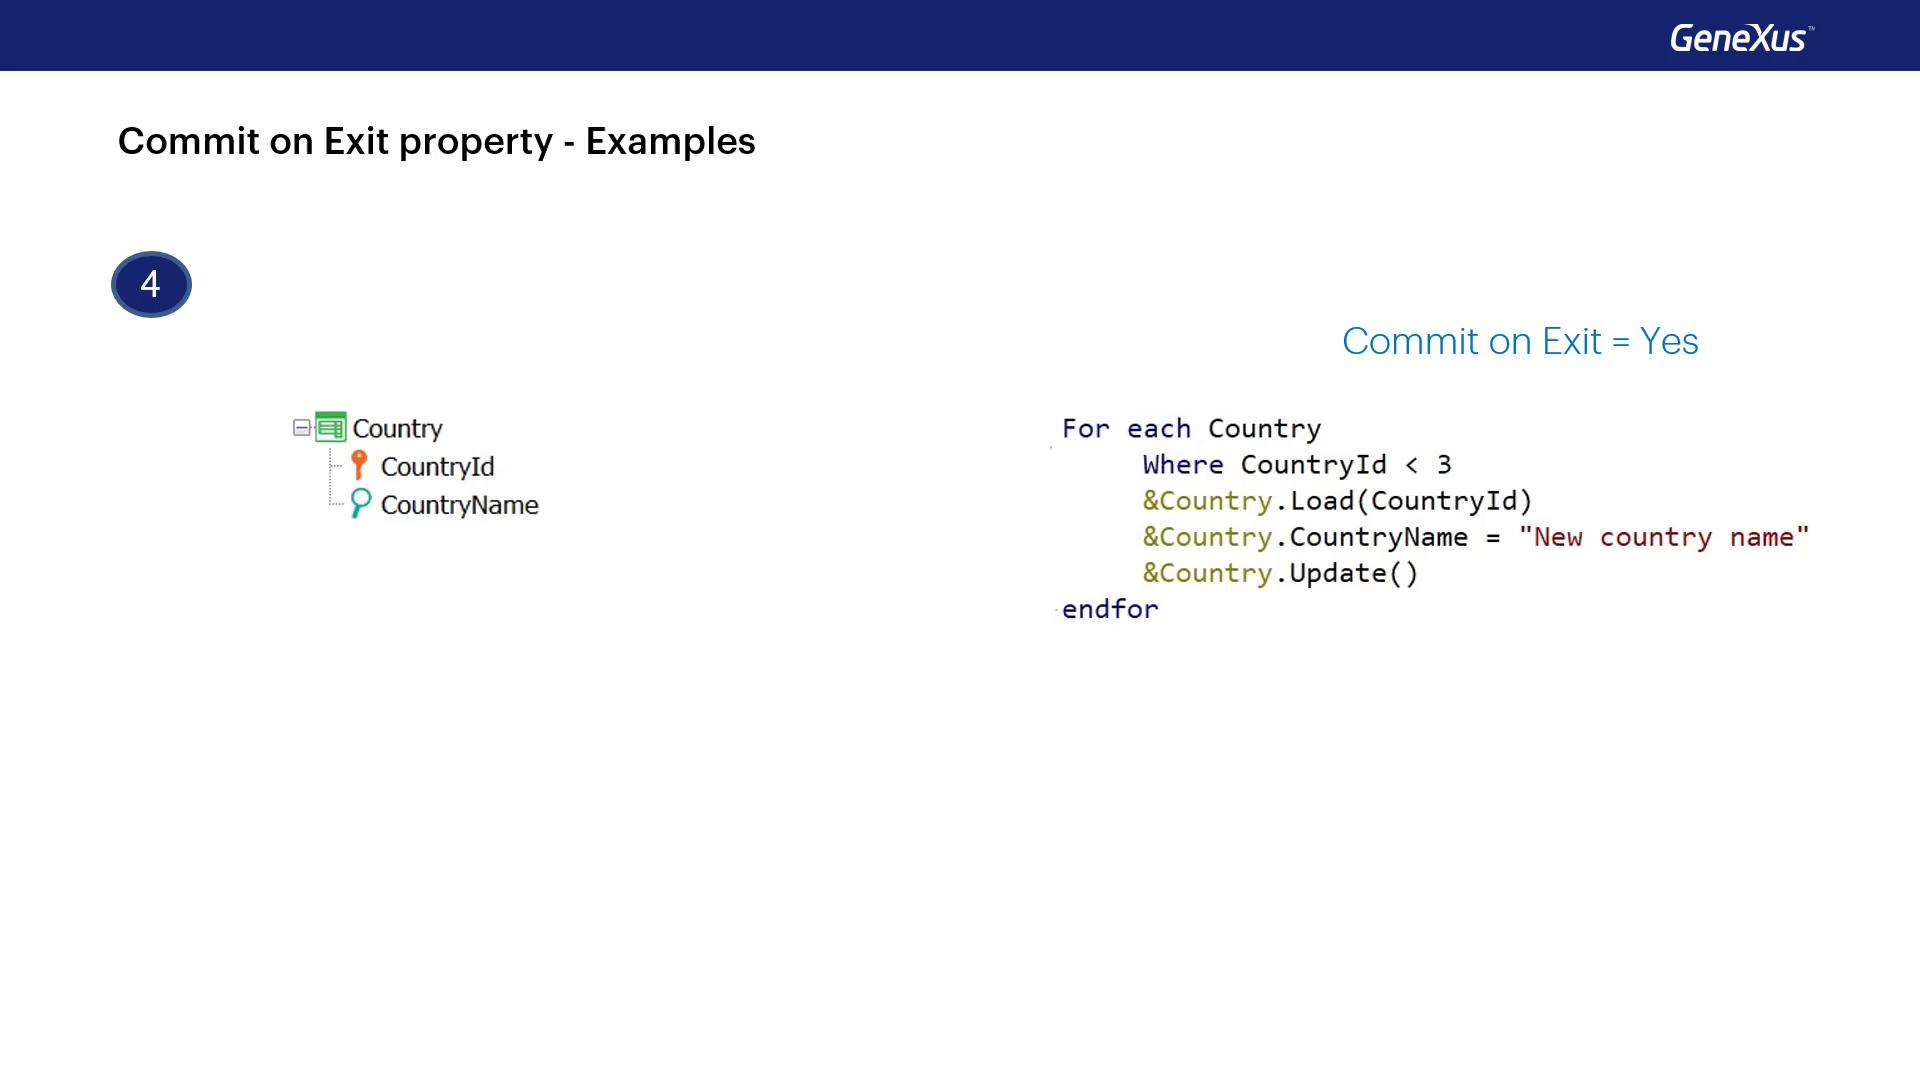 GeneXus™
Commit on Exit property - Examples
4
Commit on Exit = Yes
Country
CountryId
CountryName
For each Country
Where CountryId < 3
&Country.Load(CountryId)
&Country.CountryName = "New country name"
&Country.Update()
endfor